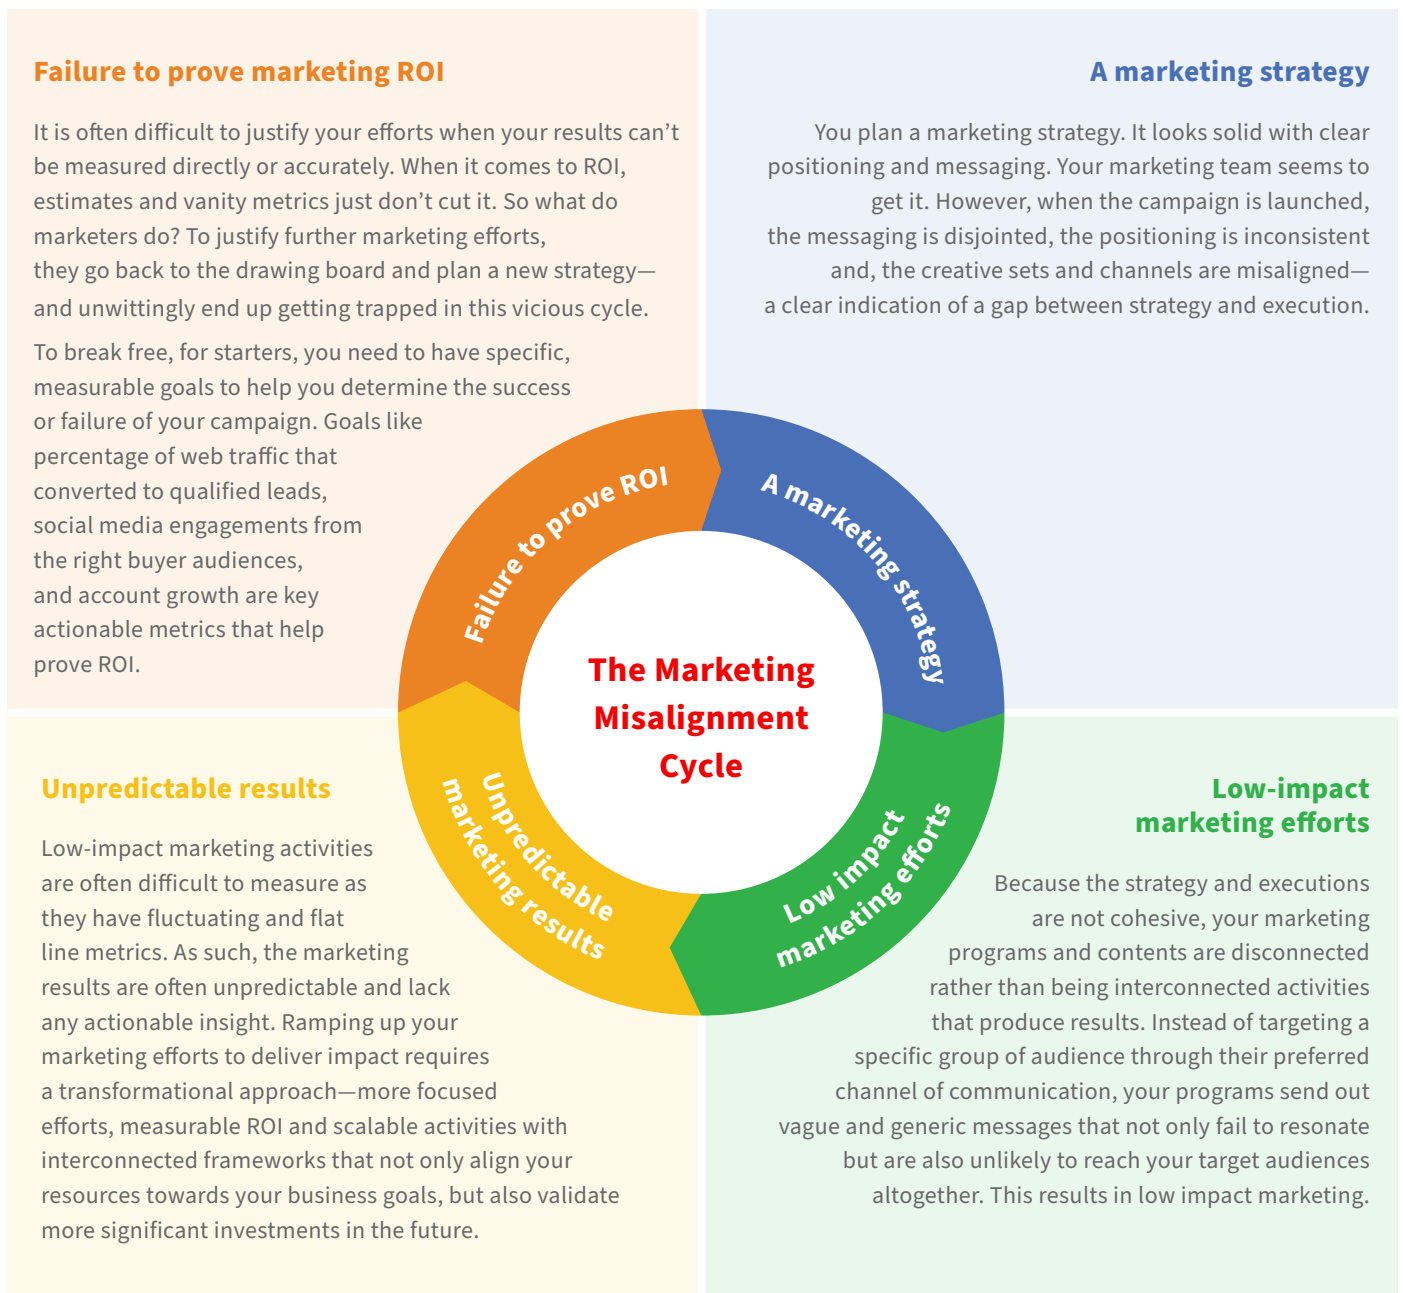 Failure to prove marketing ROI
It is often difficult to justify your efforts when your results can’t
be measured directly or accurately. When it comes to ROI,
estimates and vanity metrics just don’t cut it. So what do
marketers do? To justify further marketing efforts,
they go back to the drawing board and plan a new strategy—
and unwittingly end up getting trapped in this vicious cycle.
To break free, for starters, you need to have specific,
measurable goals to help you determine the success
or failure of your campaign. Goals like
percentage of web traffic that
converted to qualified leads,
social media engagements from
the right buyer audiences,
and account growth are key
actionable metrics that help
prove ROI.
A marketing strategy
You plan a marketing strategy. It looks solid with clear
positioning and messaging. Your marketing team seems to
get it. However, when the campaign is launched,
the messaging is disjointed, the positioning is inconsistent
and, the creative sets and channels are misaligned—
a clear indication of a gap between strategy and execution.
Failure to prove ROI
A marketing strategy
The Marketing
Misalignment
Cycle
Unpredictable
marketing results
Low impact
marketing efforts
Unpredictable results
Low-impact marketing activities
are often difficult to measure as
they have fluctuating and flat
line metrics. As such, the marketing
results are often unpredictable and lack
any actionable insight. Ramping up your
marketing efforts to deliver impact requires
a transformational approach—more focused
efforts, measurable ROI and scalable activities with
interconnected frameworks that not only align your
resources towards your business goals, but also validate
more significant investments in the future.
Low-impact
marketing efforts
Because the strategy and executions
are not cohesive, your marketing
programs and contents are disconnected
rather than being interconnected activities
that produce results. Instead of targeting a
specific group of audience through their preferred
channel of communication, your programs send out
vague and generic messages that not only fail to resonate
but are also unlikely to reach your target audiences
altogether. This results in low impact marketing.